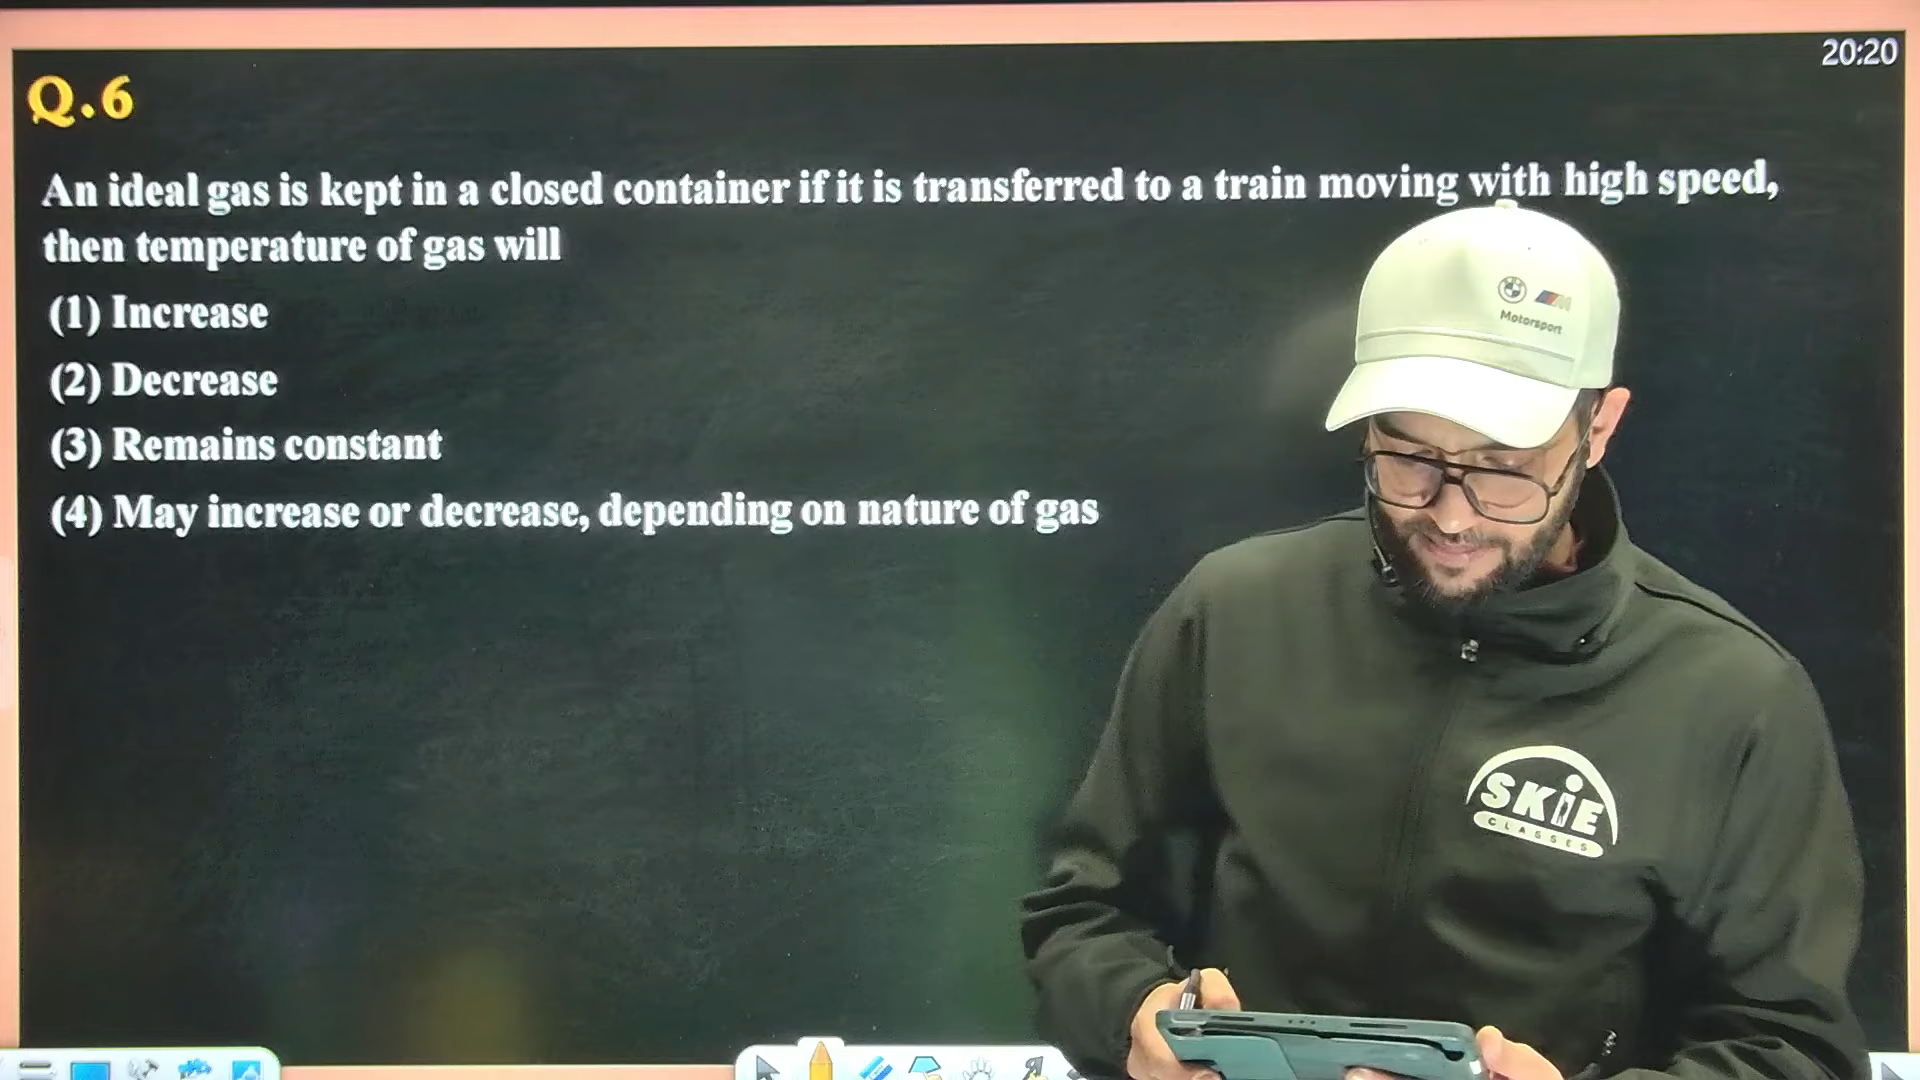 20:20
Q.6
An ideal gas is kept in a closed container if it is transferred to a train moving with high speed,
then temperature of gas will
(1) Increase
(2) Decrease
(3) Remains constant
(4) May increase or decrease, depending on nature of gas
Motorsport
SKIE
CLASSES